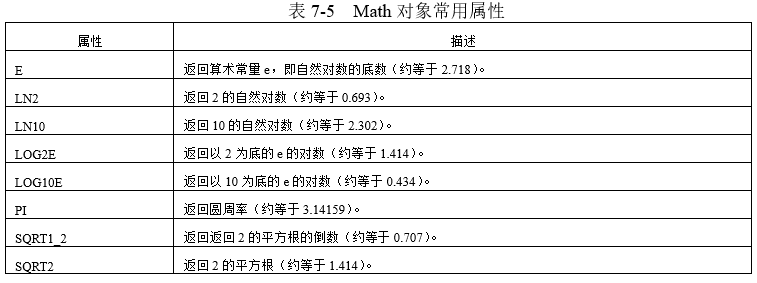 表 7-5 Math 对象常用属性
属性 描述
E 返回算术常量 e，即自然对数的底数（约等于 2.718）。
LN2 返回 2 的自然对数（约等于 0.693）。
LN10 返回 10 的自然对数（约等于 2.302）。
LOG2E 返回以 2 为底的 e 的对数（约等于 1.414）。
LOG10E 返回以 10 为底的 e 的对数（约等于 0.434）。
PI 返回圆周率（约等于 3.14159）。
SQRT1_2 返回返回 2 的平方根的倒数（约等于 0.707）。
SQRT2 返回 2 的平方根（约等于 1.414）。